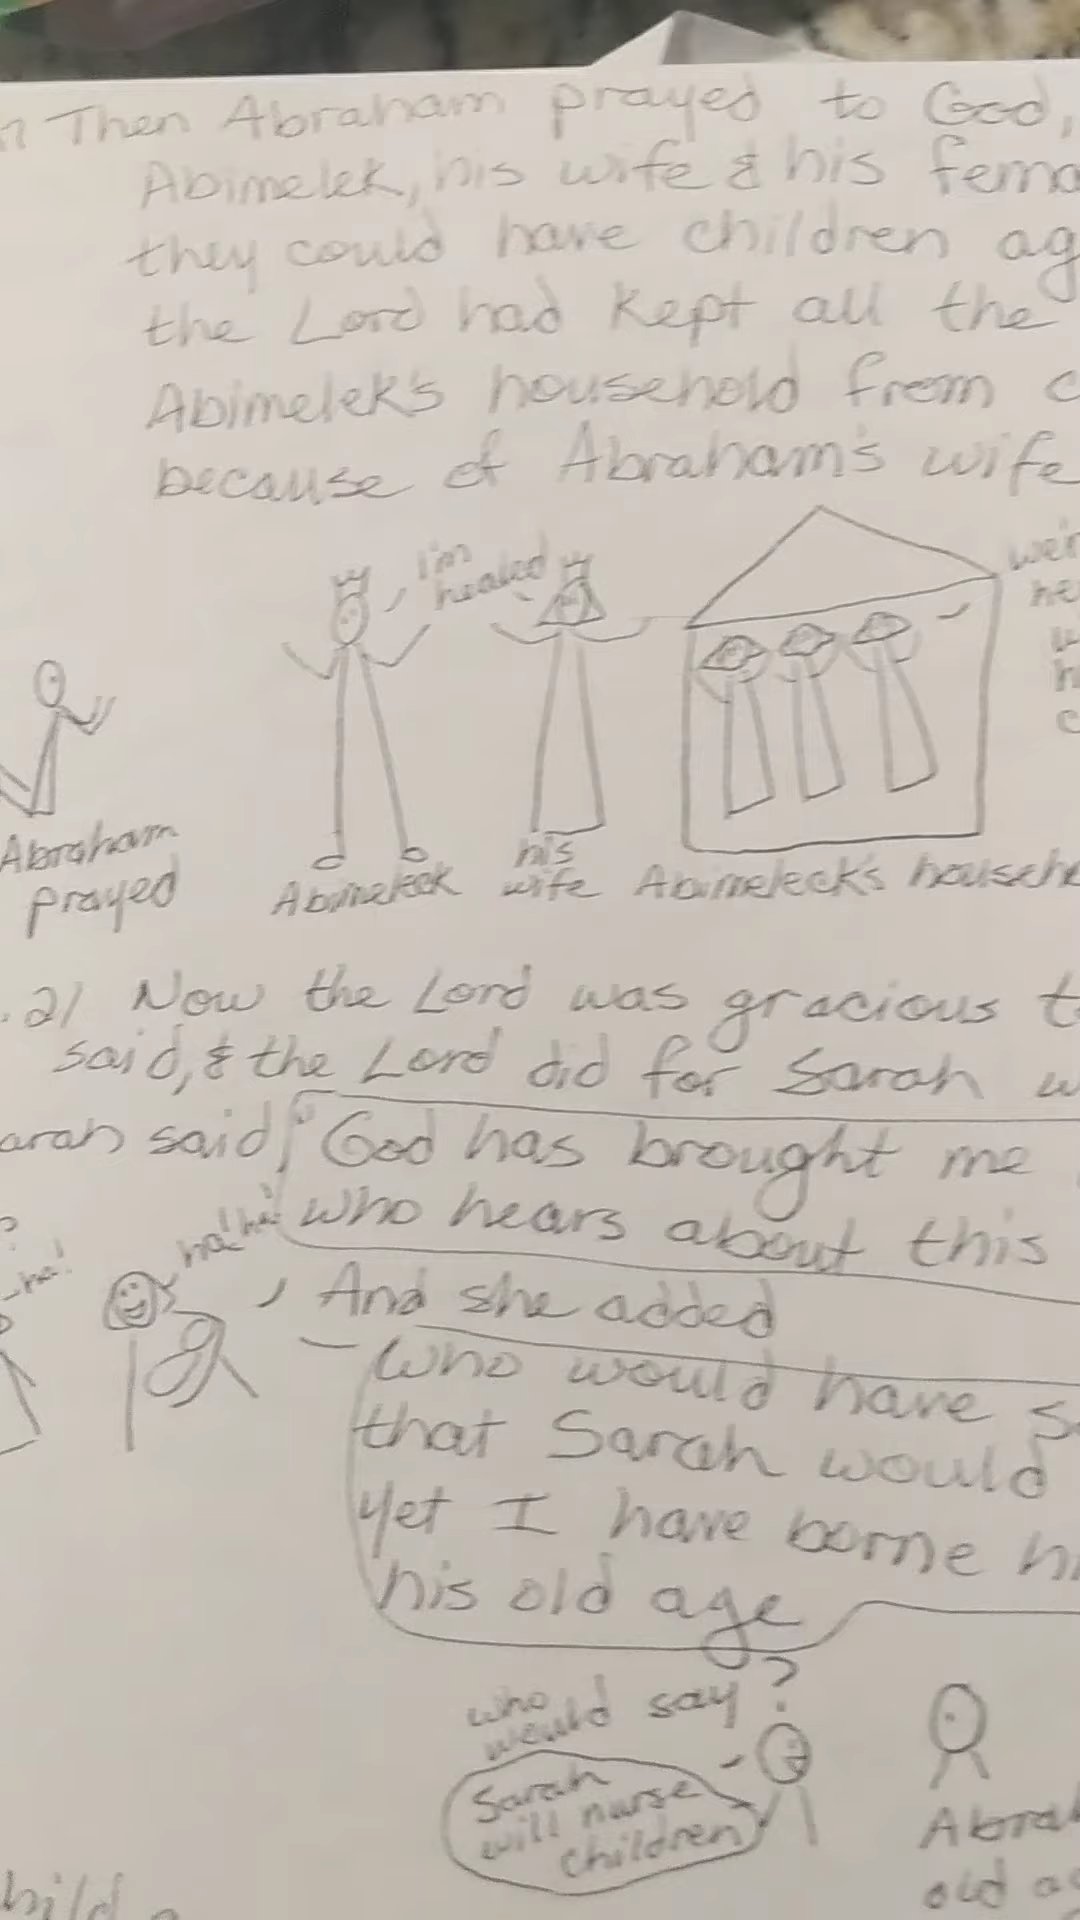 17 Then Abraham prayed to God,
Abimelek, his wife & his fema
they could have children ag
the Lord had kept all the
Abimelek's household from c
because of Abraham's wife
I'm
healed
Abraham
prayed
Abimeleck
his
wife
Abimeleck's househo
.21 Now the Lord was gracious t
said, & the Lord did for Sarah w
arah said, "God has brought me
who hears about this
ha! ha!
And she added
who would have s
that Sarah would
yet I have borne hi
his old age
who
would say?
Sarah
will nurse
children
Abra
old a